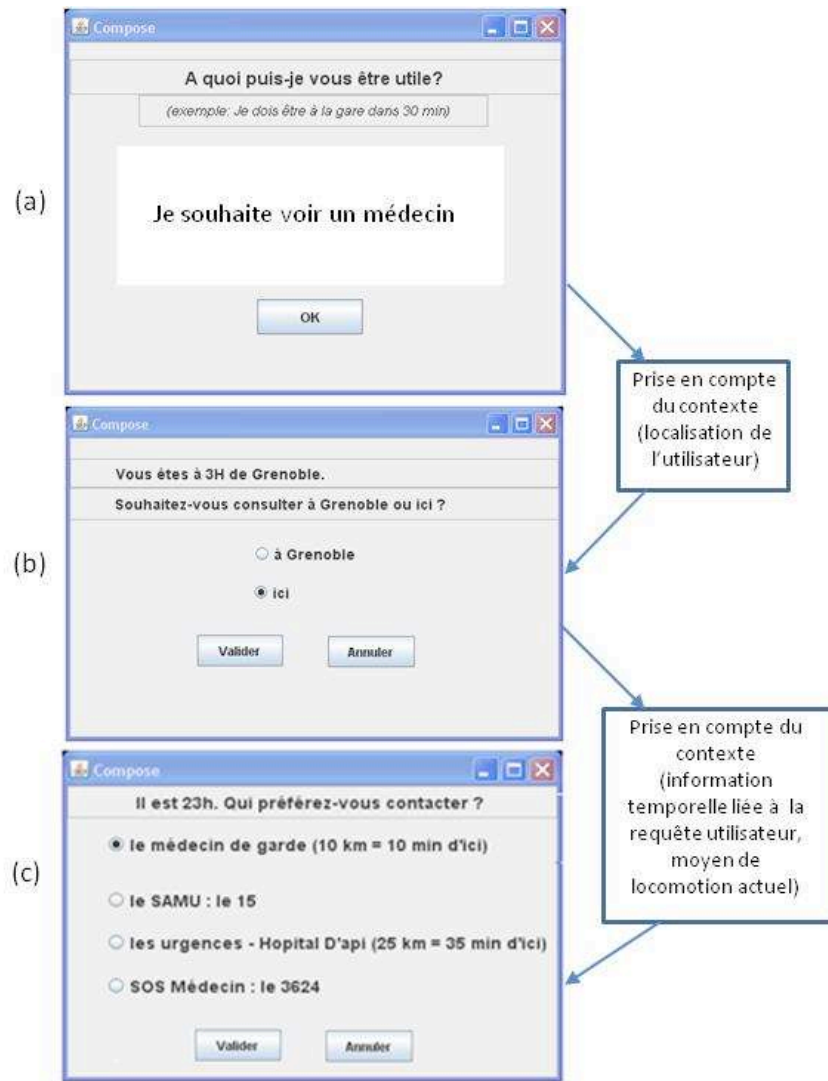 Compose
A quoi puis-je vous être utile?
(exemple: Je dois être à la gare dans 30 min)
(a)
Je souhaite voir un médecin
OK
Prise en compte
du contexte
(localisation de
l'utilisateur)
Compose
Vous êtes à 3H de Grenoble.
Souhaitez-vous consulter à Grenoble ou ici ?
(b)
à Grenoble
ici
Valider Annuler
Prise en compte du
contexte
(information
temporelle liée à la
requête utilisateur,
moyen de
locomotion actuel)
Compose
Il est 23h. Qui préférez-vous contacter ?
le médecin de garde (10 km = 10 min d'ici)
(c)
le SAMU : le 15
les urgences - Hopital D'api (25 km = 35 min d'ici)
SOS Médecin : le 3624
Valider Annuler